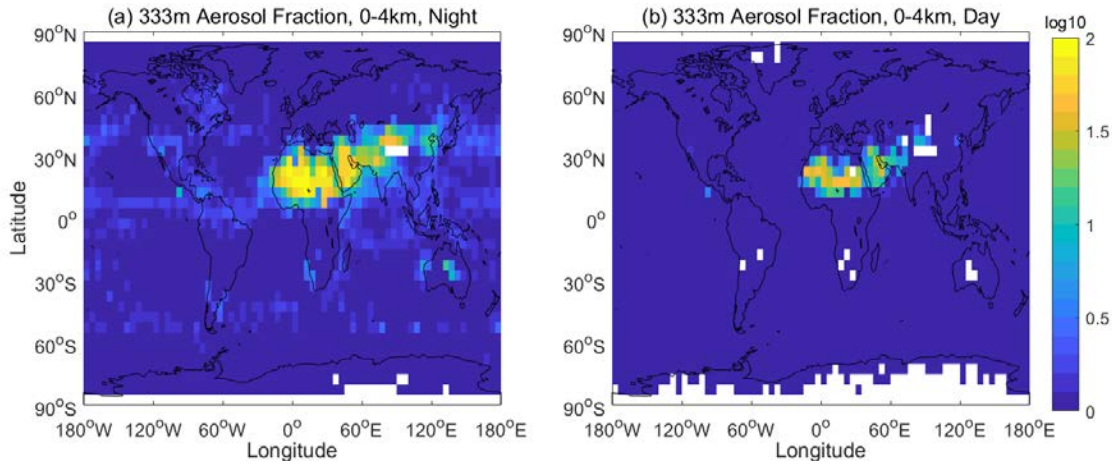 (a) 333m Aerosol Fraction, 0-4km, Night
(b) 333m Aerosol Fraction, 0-4km, Day
log10
90°N
60°N
30°N
0°
30°S
60°S
90°S
Latitude
180°W 120°W 60°W 0° 60°E 120°E 180°E
Longitude
90°N
60°N
30°N
0°
30°S
60°S
90°S
180°W 120°W 60°W 0° 60°E 120°E 180°E
Longitude
2
1.5
1
0.5
0